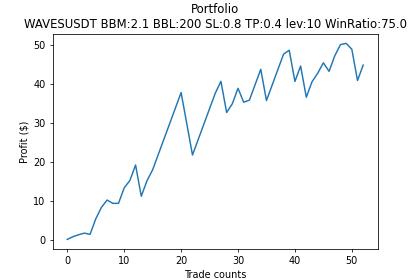 Portfolio
WAVESUSDT BBM:2.1 BBL:200 SL:0.8 TP:0.4 lev:10 WinRatio:75.0
50
40
30
20
10
0
Profit ($)
0 10 20 30 40 50
Trade counts